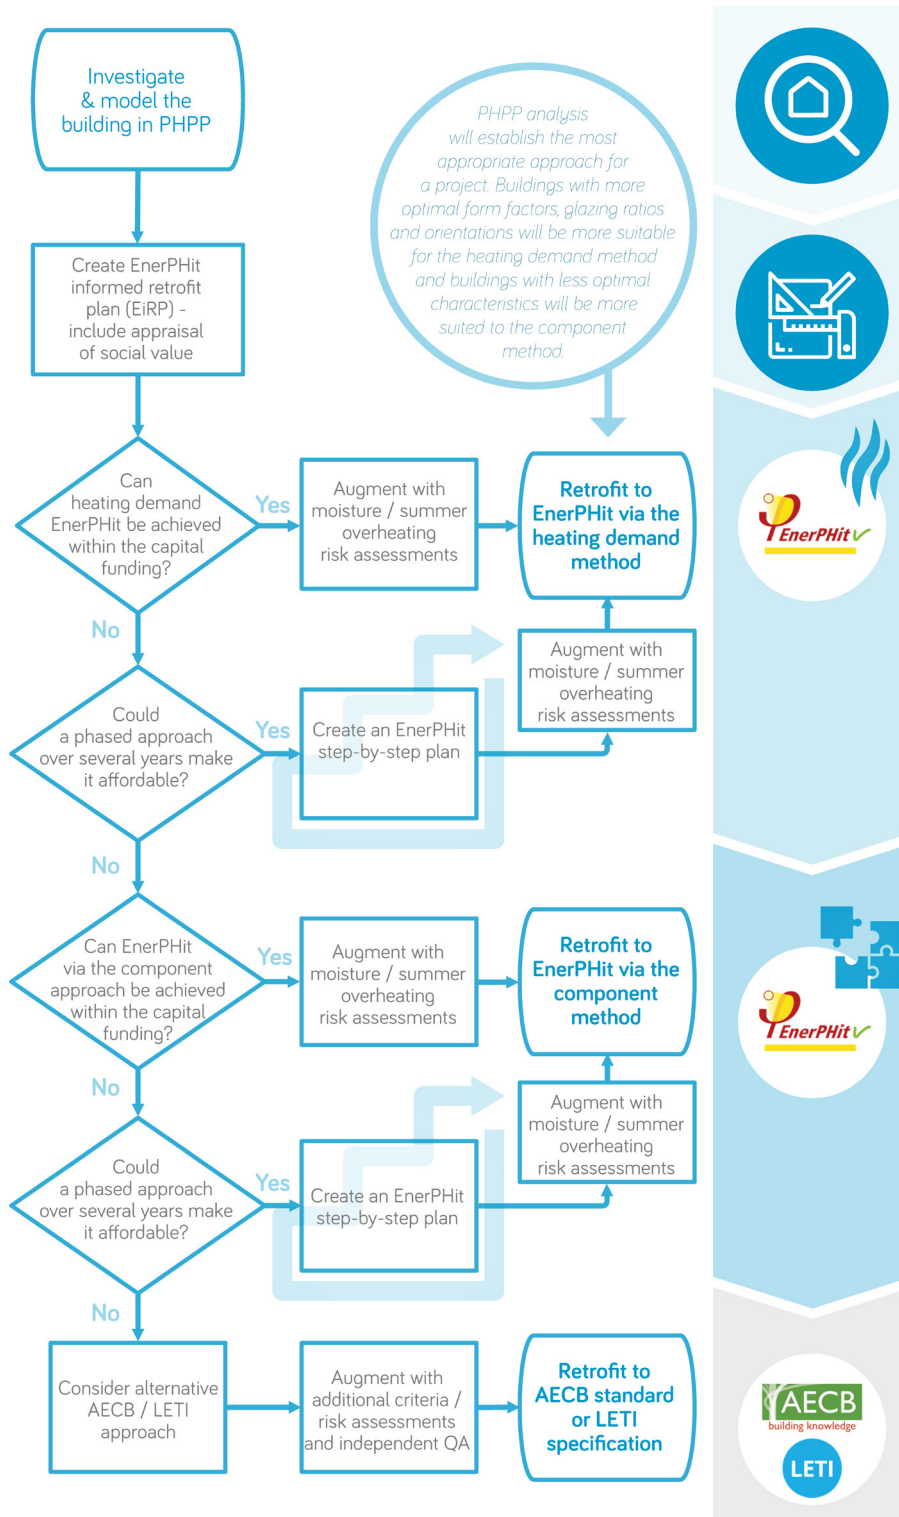 Investigate
& model the
building in PHPP
PHPP analysis
will establish the most
appropriate approach for
a project. Buildings with more
optimal form factors, glazing ratios
and orientations will be more suitable
for the heating demand method
and buildings with less optimal
characteristics will be more
suited to the component
method.
Create EnerPHit
informed retrofit
plan (EiRP) -
include appraisal
of social value
Can
heating demand
EnerPHit be achieved
within the capital
funding?
Yes
Augment with
moisture / summer
overheating
risk assessments
Retrofit to
EnerPHit via the
heating demand
method
EnerPHit
No
Could
a phased approach
over several years make
it affordable?
Yes
Create an EnerPHit
step-by-step plan
Augment with
moisture / summer
overheating
risk assessments
No
Can EnerPHit
via the component
approach be achieved
within the capital
funding?
Yes
Augment with
moisture / summer
overheating
risk assessments
Retrofit to
EnerPHit via the
component
method
EnerPHit
No
Could
a phased approach
over several years make
it affordable?
Yes
Create an EnerPHit
step-by-step plan
Augment with
moisture / summer
overheating
risk assessments
No
Consider alternative
AECB / LETI
approach
Augment with
additional criteria /
risk assessments
and independent QA
Retrofit to
AECB standard
or LETI
specification
AECB
building knowledge
LETI